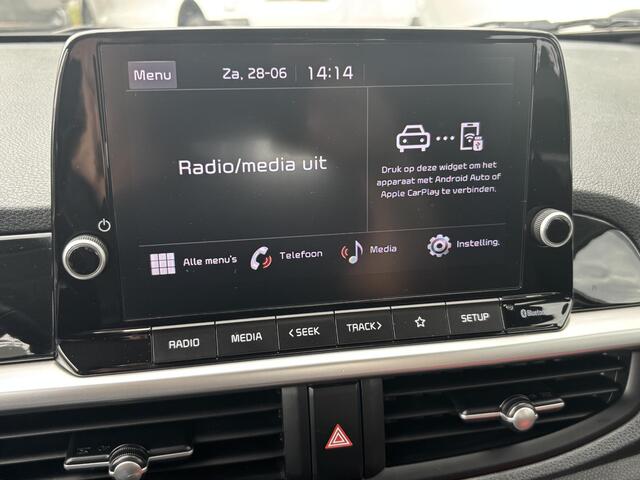 Menu
Za, 28-06
14:14
Radio/media uit
Druk op deze widget om het
apparaat met Android Auto of
Apple CarPlay te verbinden.
Alle menu's
Telefoon
Media
Instelling.
RADIO
MEDIA
<SEEK
TRACK>
SETUP
Bluetooth